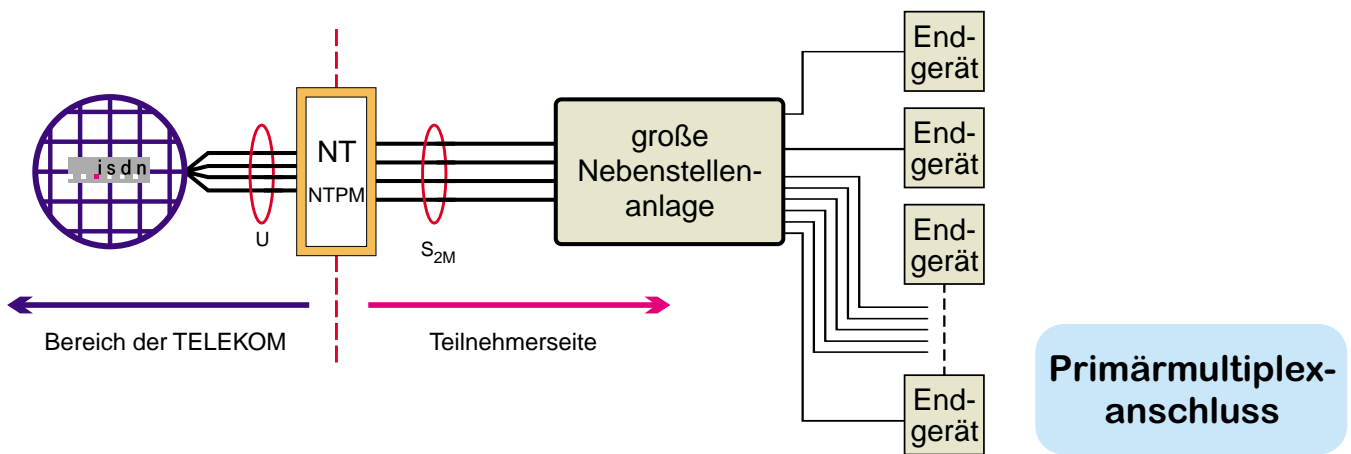 isdn
U
NT
NTPM
S2M
große
Nebenstellen-
anlage
End-
gerät
End-
gerät
End-
gerät
End-
gerät
Bereich der TELEKOM
Teilnehmerseite
Primärmultiplex-
anschluss